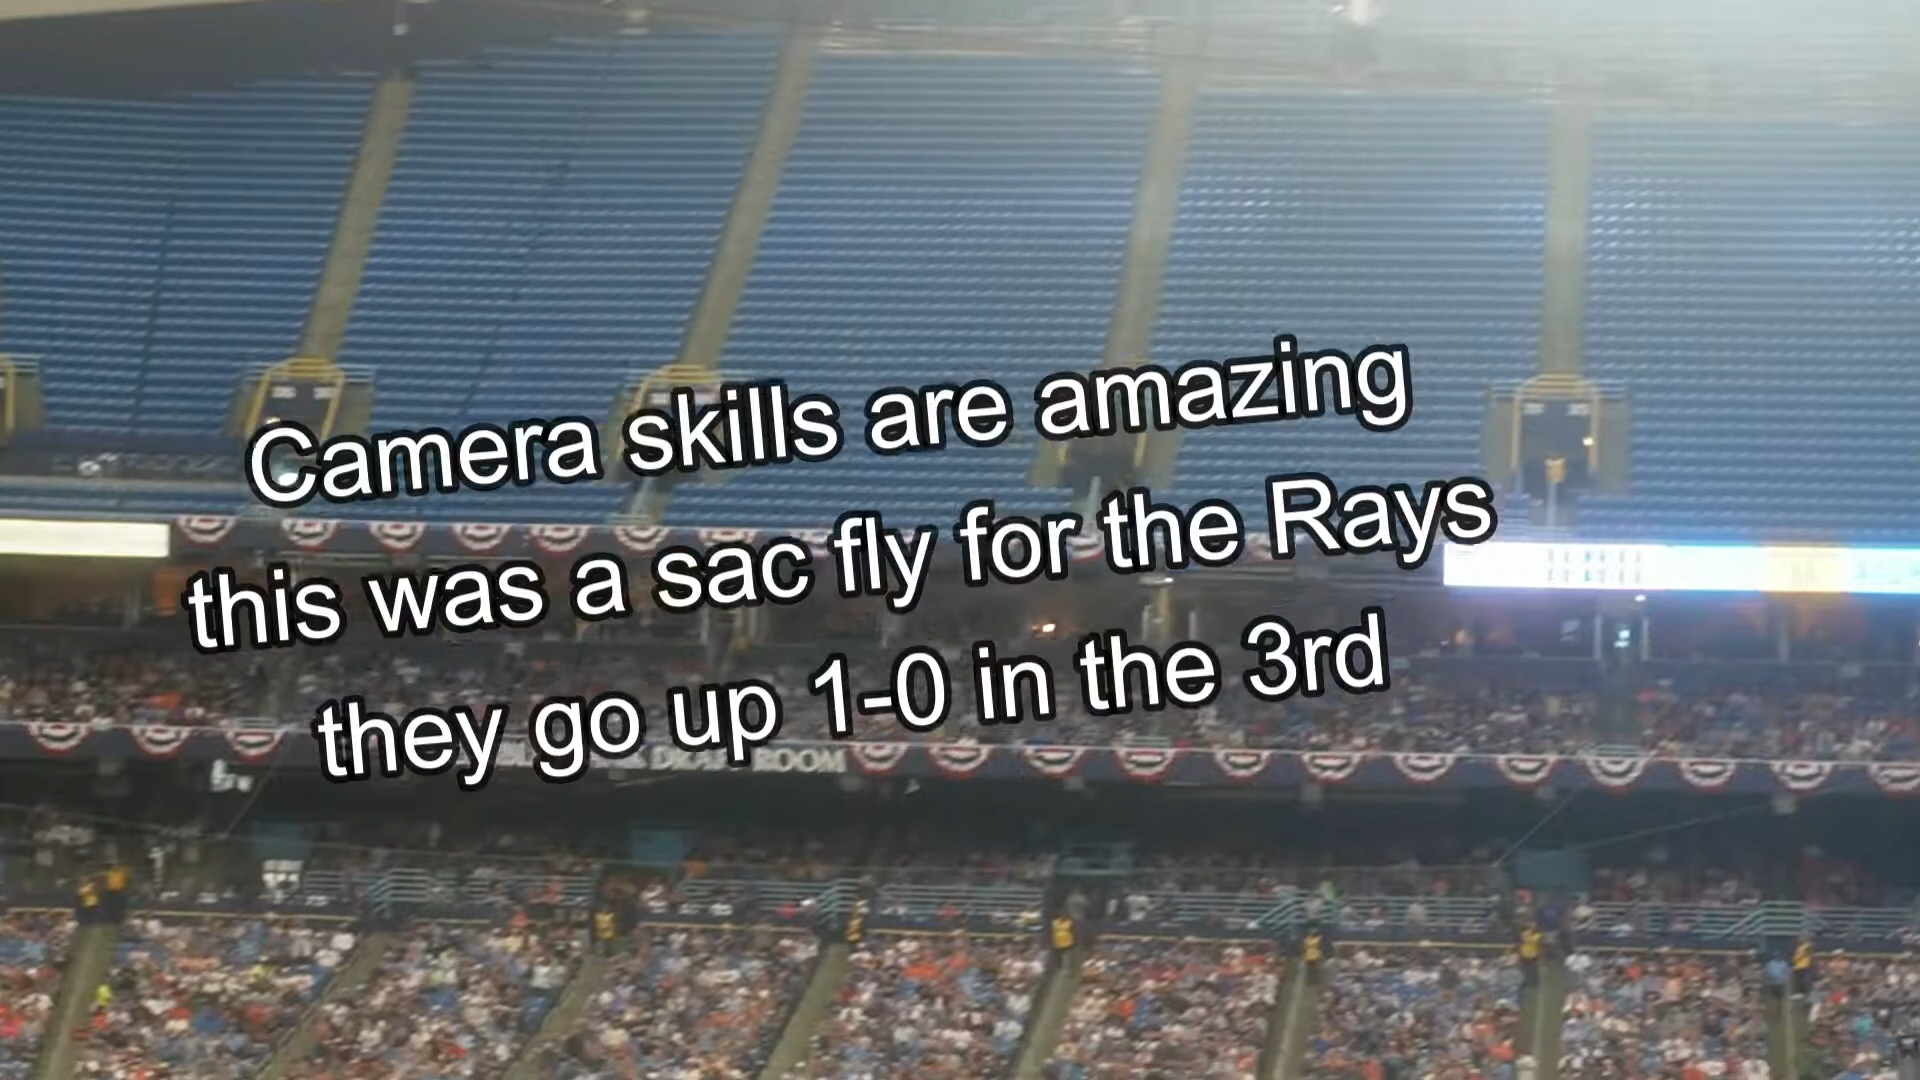 Camera skills are amazing
this was a sac fly for the Rays
they go up 1-0 in the 3rd
ROOM